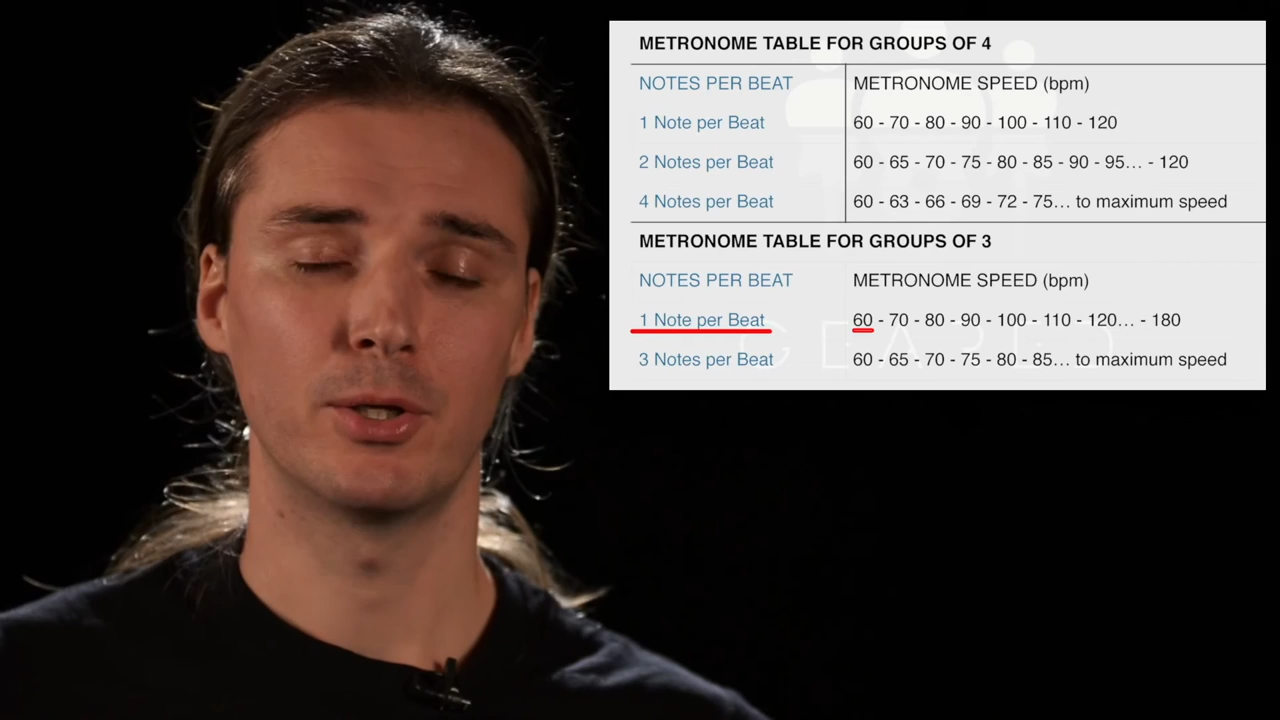 METRONOME TABLE FOR GROUPS OF 4
NOTES PER BEAT METRONOME SPEED (bpm)
1 Note per Beat 60 - 70 - 80 - 90 - 100 - 110 - 120
2 Notes per Beat 60 - 65 - 70 - 75 - 80 - 85 - 90 - 95… - 120
4 Notes per Beat 60 - 63 - 66 - 69 - 72 - 75… to maximum speed
METRONOME TABLE FOR GROUPS OF 3
NOTES PER BEAT METRONOME SPEED (bpm)
1 Note per Beat 60 - 70 - 80 - 90 - 100 - 110 - 120… - 180
3 Notes per Beat 60 - 65 - 70 - 75 - 80 - 85… to maximum speed